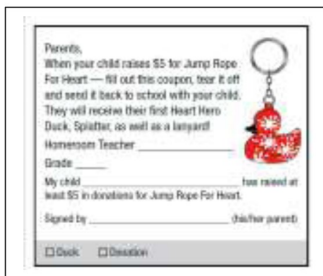 Parents,
When your child raises $5 for Jump Rope
For Heart — fill out this coupon, tear it off
and send it back to school with your child.
They will receive their first Heart Hero
Duck, Splatter, as well as a lanyard!
Homeroom Teacher
Grade
My child has raised at
least $5 in donations for Jump Rope For Heart.
Signed by (his/her parent)
Duck Donation